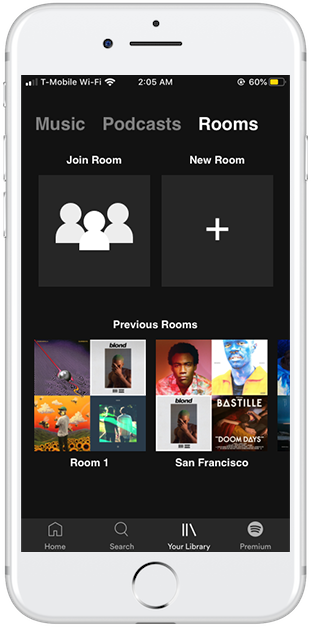 T-Mobile Wi-Fi 2:05 AM 60%
Music Podcasts Rooms
Join Room New Room
Previous Rooms
blond
blond
BASTILLE
"DOOM DAYS"
Room 1 San Francisco
Home Search Your Library Premium